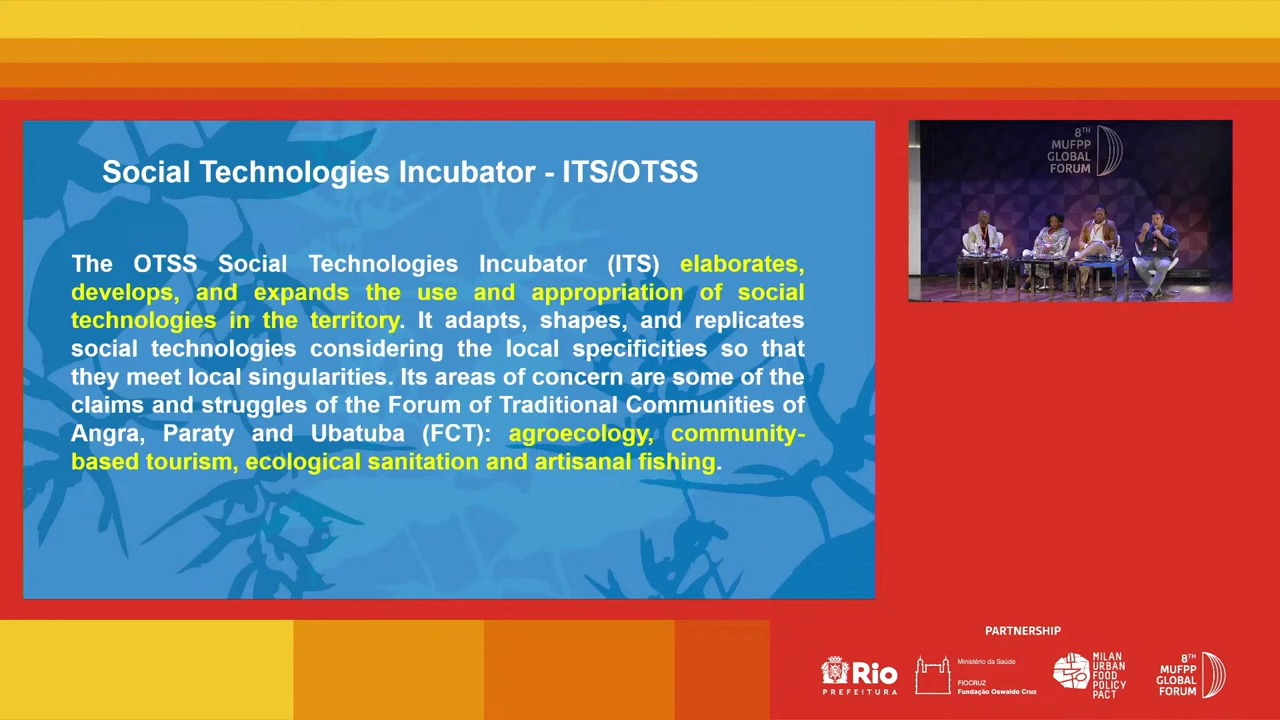 Social Technologies Incubator - ITS/OTSS
The OTSS Social Technologies Incubator (ITS) elaborates,
develops, and expands the use and appropriation of social
technologies in the territory. It adapts, shapes, and replicates
social technologies considering the local specificities so that
they meet local singularities. Its areas of concern are some of the
claims and struggles of the Forum of Traditional Communities of
Angra, Paraty and Ubatuba (FCT): agroecology, community-
based tourism, ecological sanitation and artisanal fishing.
8TH
MUFPP
GLOBAL
FORUM
PARTNERSHIP
Rio
PREFEITURA
Ministério da Saúde
FIOCRUZ
Fundação Oswaldo Cruz
MILAN
URBAN
FOOD
POLICY
PACT
8TH
MUFPP
GLOBAL
FORUM